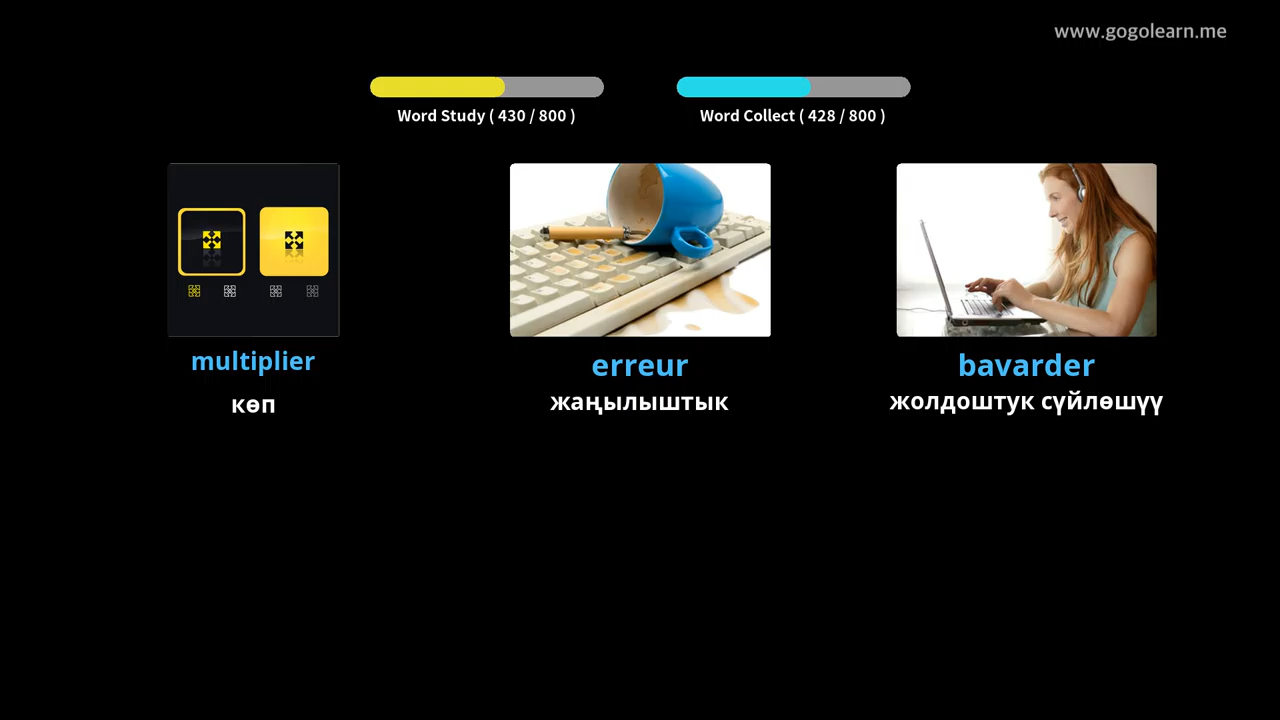 www.gogolearn.me
Word Study ( 430 / 800 )
Word Collect ( 428 / 800 )
multiplier
көп
erreur
жаңылыштык
bavarder
жолдоштук сүйлөшүү